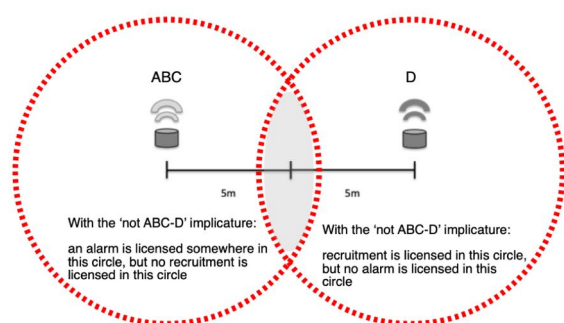 ABC
D
5m
5m
With the ‘not ABC-D’ implicature:
an alarm is licensed somewhere in
this circle, but no recruitment is
licensed in this circle
With the ‘not ABC-D’ implicature:
recruitment is licensed in this circle,
but no alarm is licensed in this
circle